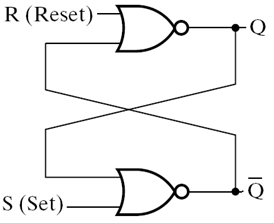 R (Reset)
Q
Q̅
S (Set)